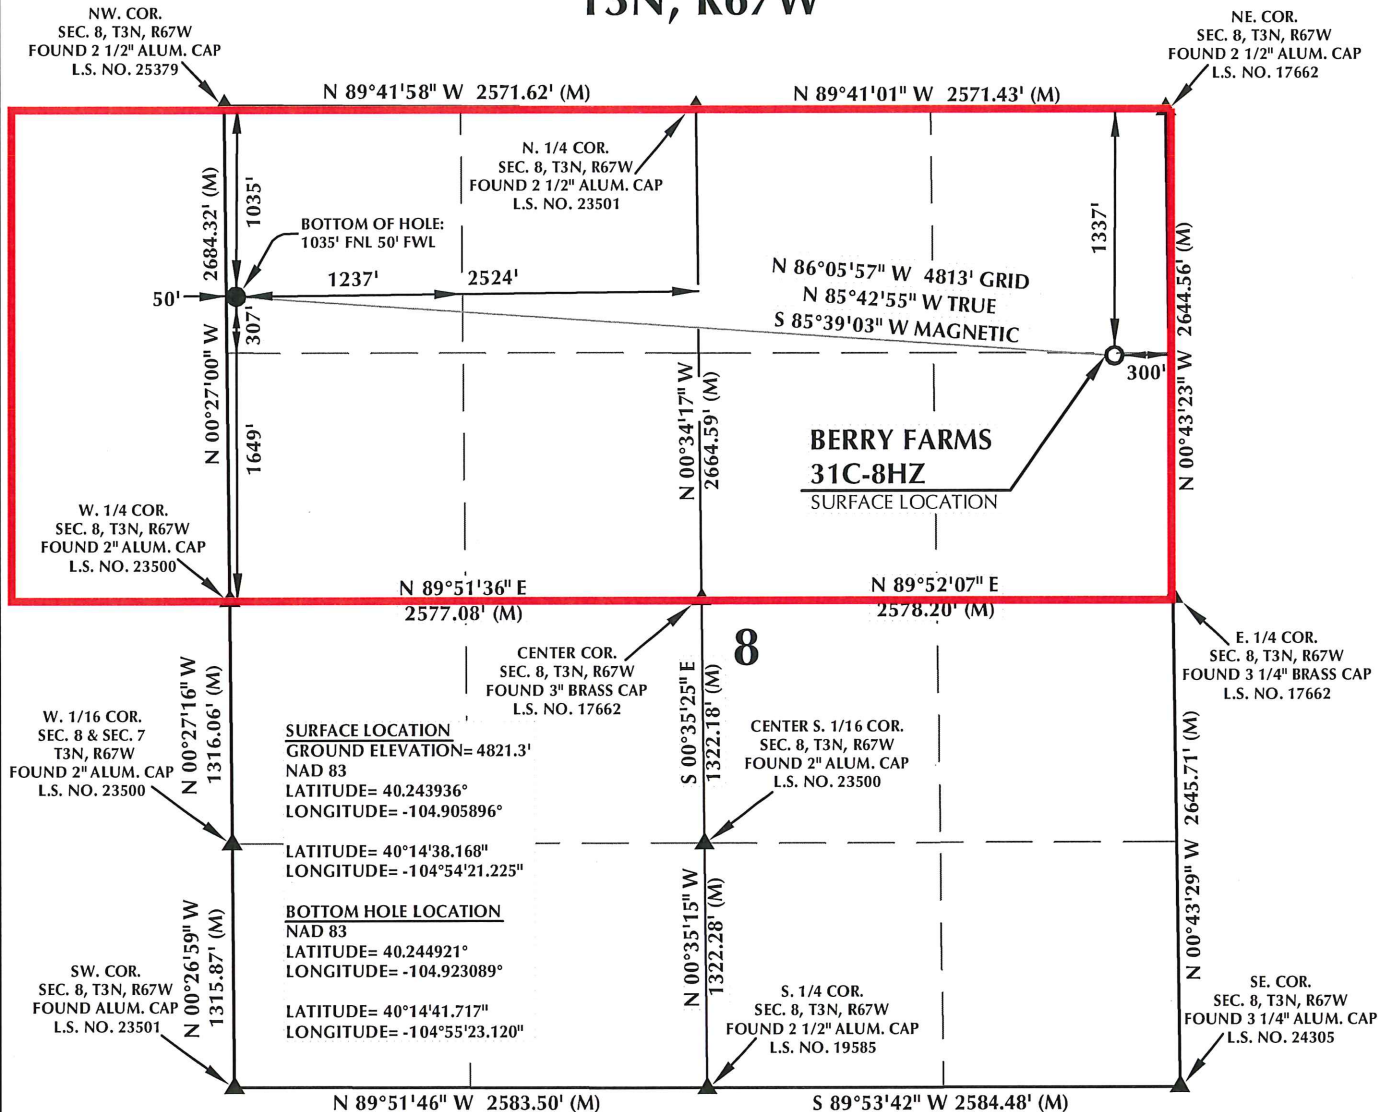 T3N, R67W
NW. COR.
SEC. 8, T3N, R67W
FOUND 2 1/2" ALUM. CAP
L.S. NO. 25379
NE. COR.
SEC. 8, T3N, R67W
FOUND 2 1/2" ALUM. CAP
L.S. NO. 17662
N 89°41'58" W 2571.62' (M)
N 89°41'01" W 2571.43' (M)
N. 1/4 COR.
SEC. 8, T3N, R67W
FOUND 2 1/2" ALUM. CAP
L.S. NO. 23501
2684.32' (M)
1035'
BOTTOM OF HOLE:
1035' FNL 50' FWL
1337'
2644.56' (M)
1237'
2524'
N 86°05'57" W 4813' GRID
N 85°42'55" W TRUE
S 85°39'03" W MAGNETIC
50'
307'
300'
N 00°27'00" W
1649'
N 00°34'17" W
2664.59' (M)
N 00°43'23" W
BERRY FARMS
31C-8HZ
SURFACE LOCATION
W. 1/4 COR.
SEC. 8, T3N, R67W
FOUND 2" ALUM. CAP
L.S. NO. 23500
N 89°51'36" E
2577.08' (M)
N 89°52'07" E
2578.20' (M)
8
CENTER COR.
SEC. 8, T3N, R67W
FOUND 3" BRASS CAP
L.S. NO. 17662
E. 1/4 COR.
SEC. 8, T3N, R67W
FOUND 3 1/4" BRASS CAP
L.S. NO. 17662
N 00°27'16" W
1316.06' (M)
S 00°35'25" E
1322.18' (M)
W. 1/16 COR.
SEC. 8 & SEC. 7
T3N, R67W
FOUND 2" ALUM. CAP
L.S. NO. 23500
CENTER S. 1/16 COR.
SEC. 8, T3N, R67W
FOUND 2" ALUM. CAP
L.S. NO. 23500
SURFACE LOCATION
GROUND ELEVATION= 4821.3'
NAD 83
LATITUDE= 40.243936°
LONGITUDE= -104.905896°
LATITUDE= 40°14'38.168"
LONGITUDE= -104°54'21.225"
BOTTOM HOLE LOCATION
NAD 83
LATITUDE= 40.244921°
LONGITUDE= -104.923089°
LATITUDE= 40°14'41.717"
LONGITUDE= -104°55'23.120"
N 00°43'29" W 2645.71' (M)
N 00°26'59" W
1315.87' (M)
N 00°35'15" W
1322.28' (M)
SW. COR.
SEC. 8, T3N, R67W
FOUND ALUM. CAP
L.S. NO. 23501
S. 1/4 COR.
SEC. 8, T3N, R67W
FOUND 2 1/2" ALUM. CAP
L.S. NO. 19585
SE. COR.
SEC. 8, T3N, R67W
FOUND 3 1/4" ALUM. CAP
L.S. NO. 24305
N 89°51'46" W 2583.50' (M)
S 89°53'42" W 2584.48' (M)